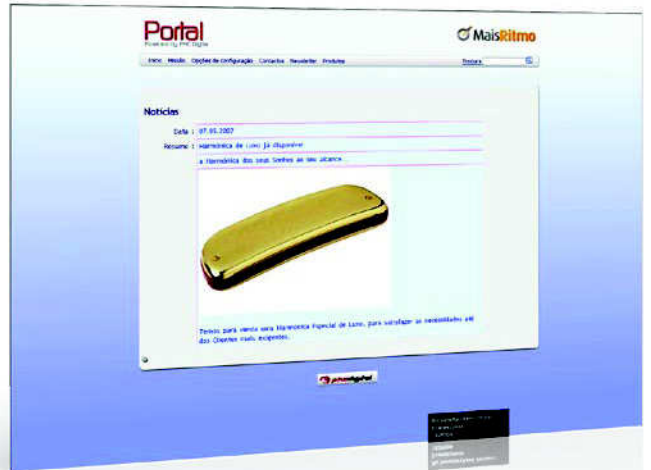 Portal
Powered by PHC Digital
MaisRitmo
Início Missão Opções de configuração Contactos Newsletter Produtos
Procura
Notícias
Data : 07.05.2007
Resumo : Harmónica de Luxo já disponível
a Harmónica dos seus Sonhos ao seu alcance
Temos para venda uma Harmónica Especial de Luxo, para satisfazer as necessidades até
dos Clientes mais exigentes.
phcdigital